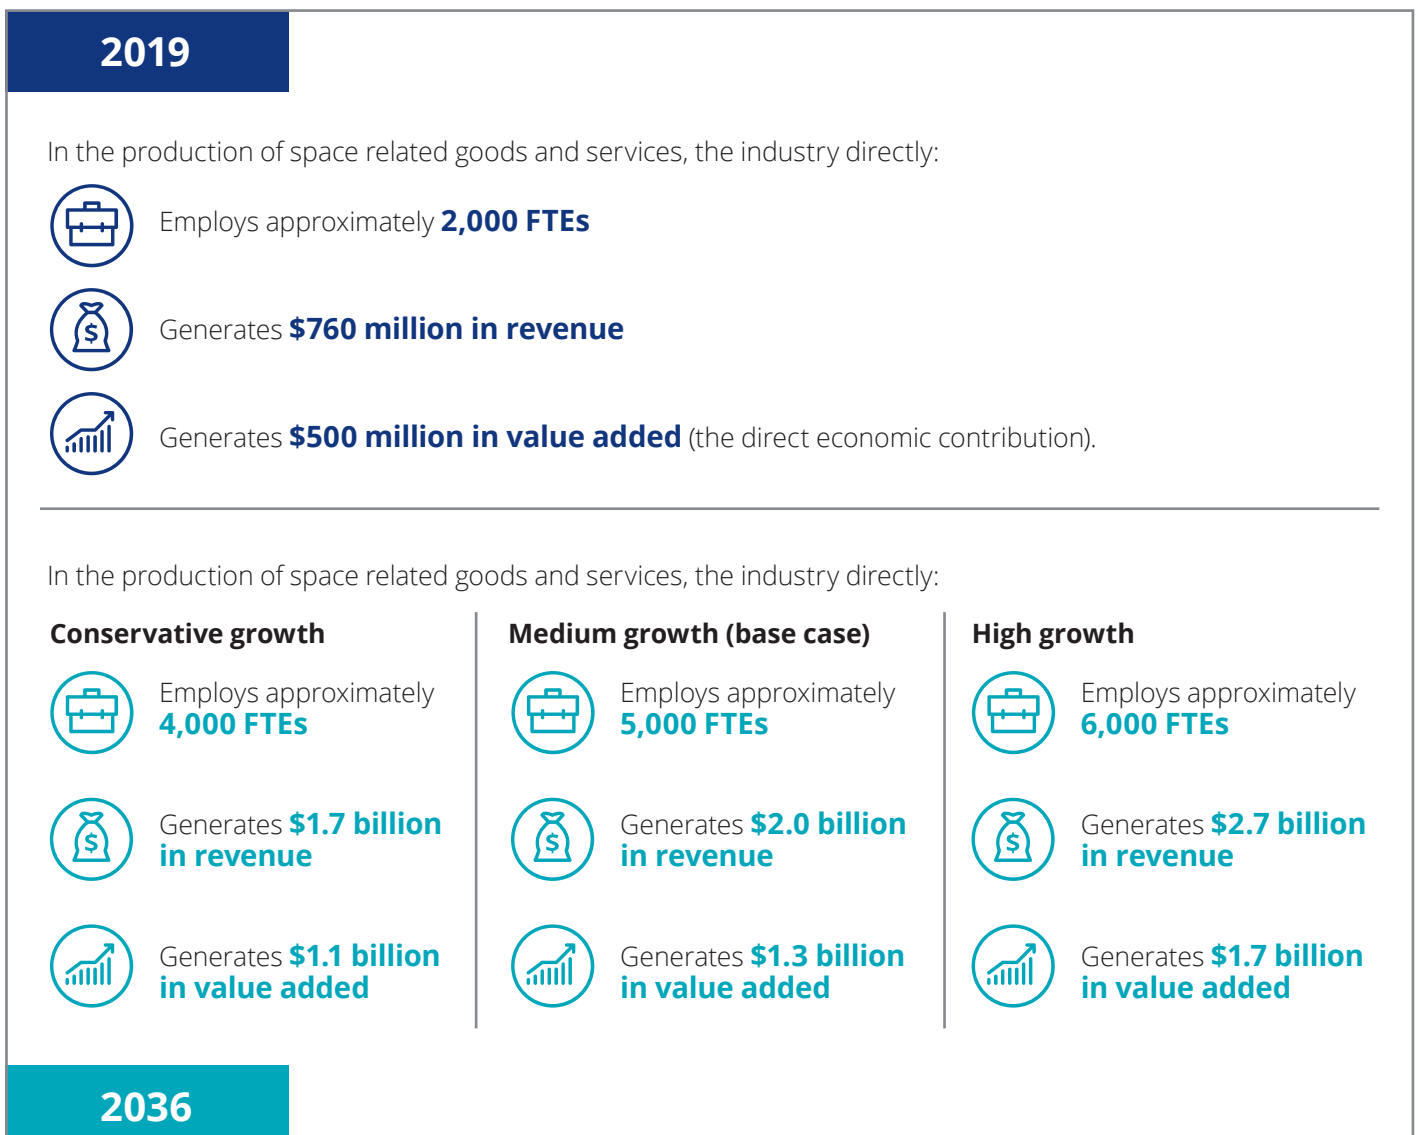 2019
In the production of space related goods and services, the industry directly:
Employs approximately 2,000 FTEs
$
Generates $760 million in revenue
Generates $500 million in value added (the direct economic contribution).
In the production of space related goods and services, the industry directly:
Conservative growth
Employs approximately
4,000 FTEs
$
Generates $1.7 billion
in revenue
Generates $1.1 billion
in value added
Medium growth (base case)
Employs approximately
5,000 FTEs
$
Generates $2.0 billion
in revenue
Generates $1.3 billion
in value added
High growth
Employs approximately
6,000 FTEs
$
Generates $2.7 billion
in revenue
Generates $1.7 billion
in value added
2036